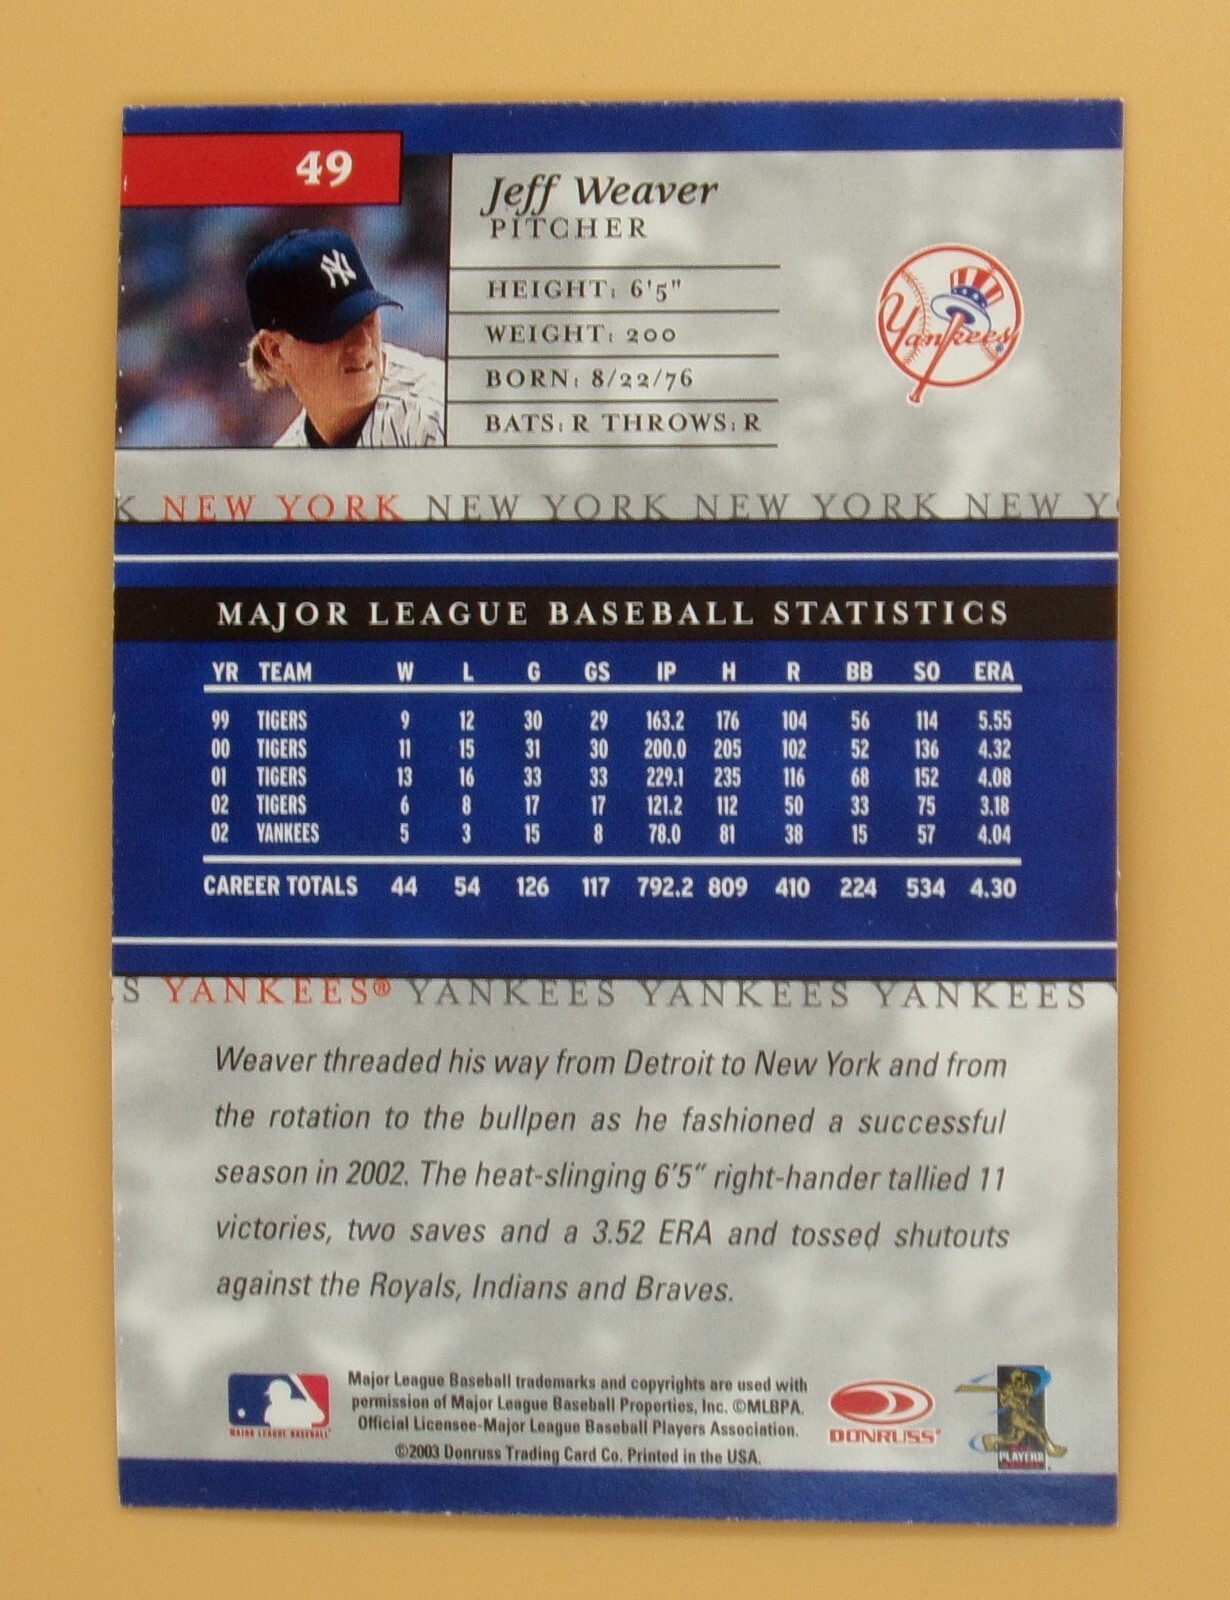 49
Jeff Weaver
PITCHER
NY
HEIGHT: 6'5"
WEIGHT: 200
BORN: 8/22/76
BATS: R THROWS: R
Yankees
K NEW YORK NEW YORK NEW YORK NEW Y
MAJOR LEAGUE BASEBALL STATISTICS
YR TEAM W L G GS IP H R BB SO ERA
99 TIGERS 9 12 30 29 163.2 176 104 56 114 5.55
00 TIGERS 11 15 31 30 200.0 205 102 52 136 4.32
01 TIGERS 13 16 33 33 229.1 235 116 68 152 4.08
02 TIGERS 6 8 17 17 121.2 112 50 33 75 3.18
02 YANKEES 5 3 15 8 78.0 81 38 15 57 4.04
CAREER TOTALS 44 54 126 117 792.2 809 410 224 534 4.30
S YANKEES® YANKEES YANKEES YANKEES
Weaver threaded his way from Detroit to New York and from
the rotation to the bullpen as he fashioned a successful
season in 2002. The heat-slinging 6'5" right-hander tallied 11
victories, two saves and a 3.52 ERA and tossed shutouts
against the Royals, Indians and Braves.
MAJOR LEAGUE BASEBALL
Major League Baseball trademarks and copyrights are used with
permission of Major League Baseball Properties, Inc. ©MLBPA.
Official Licensee-Major League Baseball Players Association.
©2003 Donruss Trading Card Co. Printed in the USA.
DONRUSS®
PLAYERS